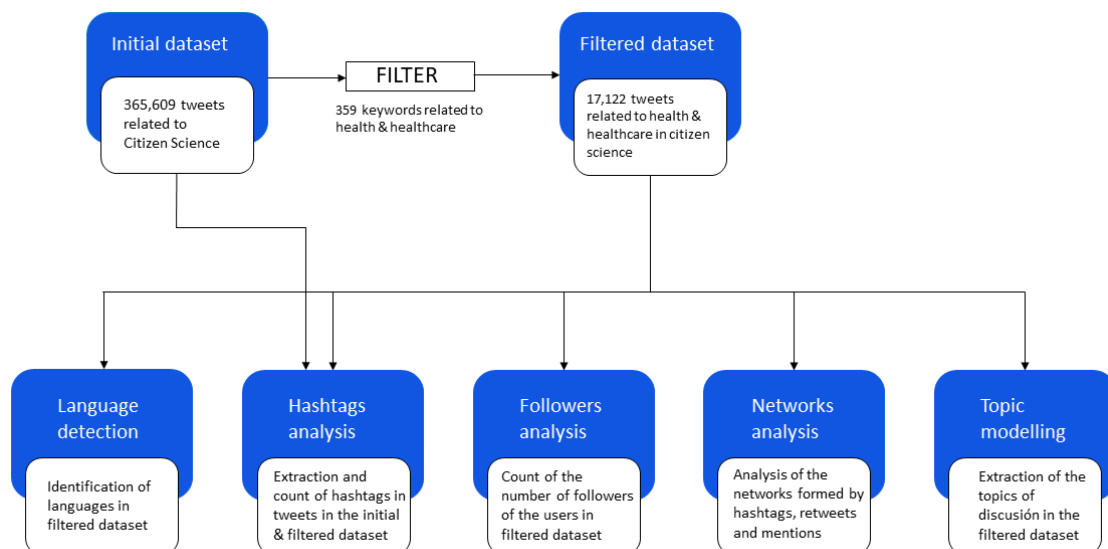 Initial dataset
365,609 tweets
related to
Citizen Science
FILTER
359 keywords related to
health & healthcare
Filtered dataset
17,122 tweets
related to health &
healthcare in citizen
science
Language
detection
Identification of
languages in
filtered dataset
Hashtags
analysis
Extraction and
count of hashtags in
tweets in the initial
& filtered dataset
Followers
analysis
Count of the
number of followers
of the users in
filtered dataset
Networks
analysis
Analysis of the
networks formed by
hashtags, retweets
and mentions
Topic
modelling
Extraction of the
topics of
discusión in the
filtered dataset